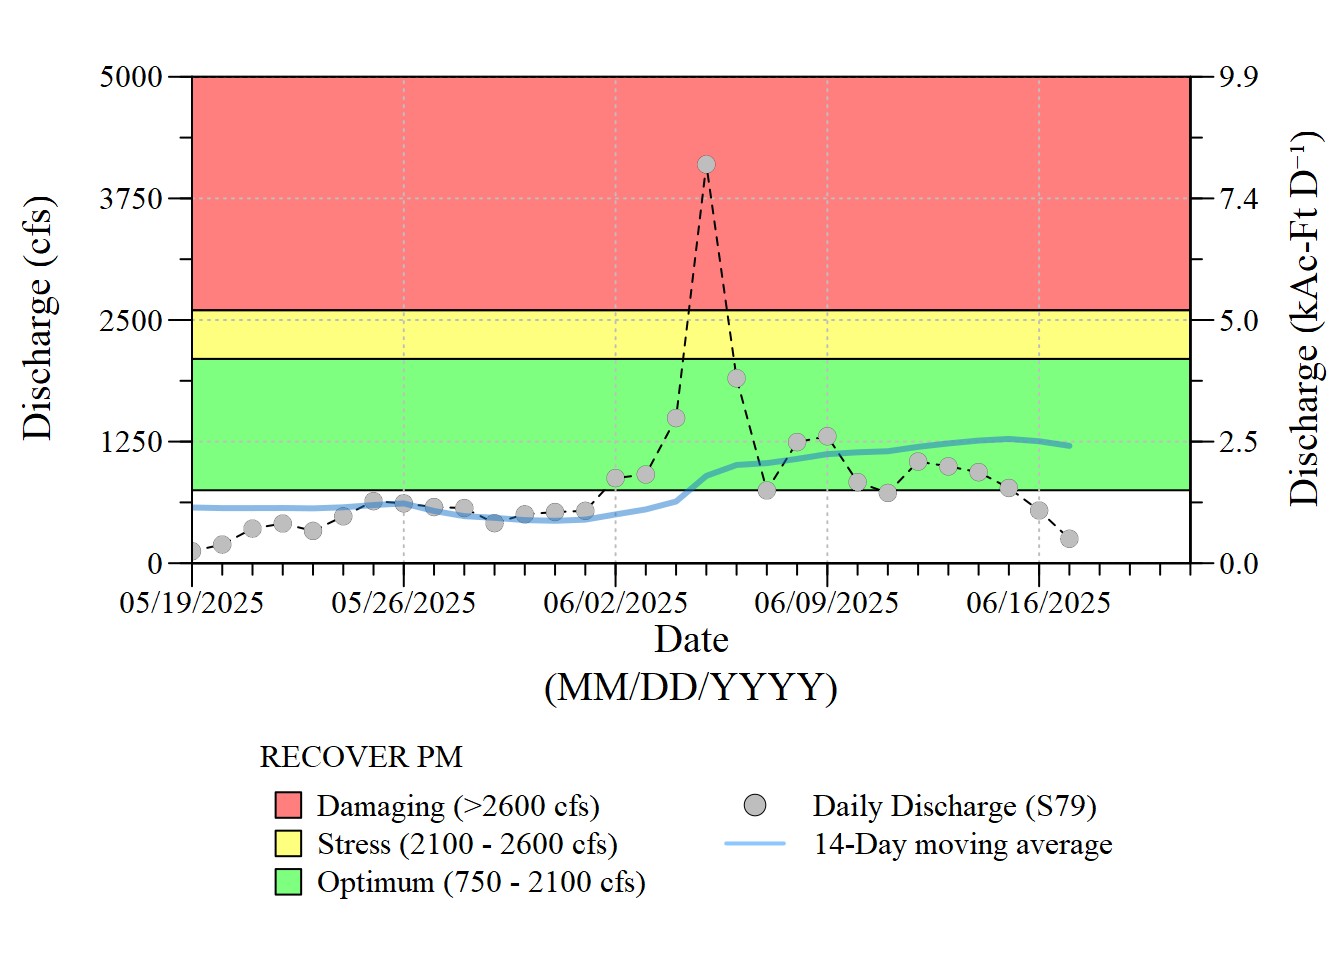 5000
3750
2500
1250
0
Discharge (cfs)
9.9
7.4
5.0
2.5
0.0
Discharge (kAc-Ft D⁻¹)
05/19/2025 05/26/2025 06/02/2025 06/09/2025 06/16/2025
Date
(MM/DD/YYYY)
RECOVER PM
Damaging (>2600 cfs)
Stress (2100 - 2600 cfs)
Optimum (750 - 2100 cfs)
Daily Discharge (S79)
14-Day moving average